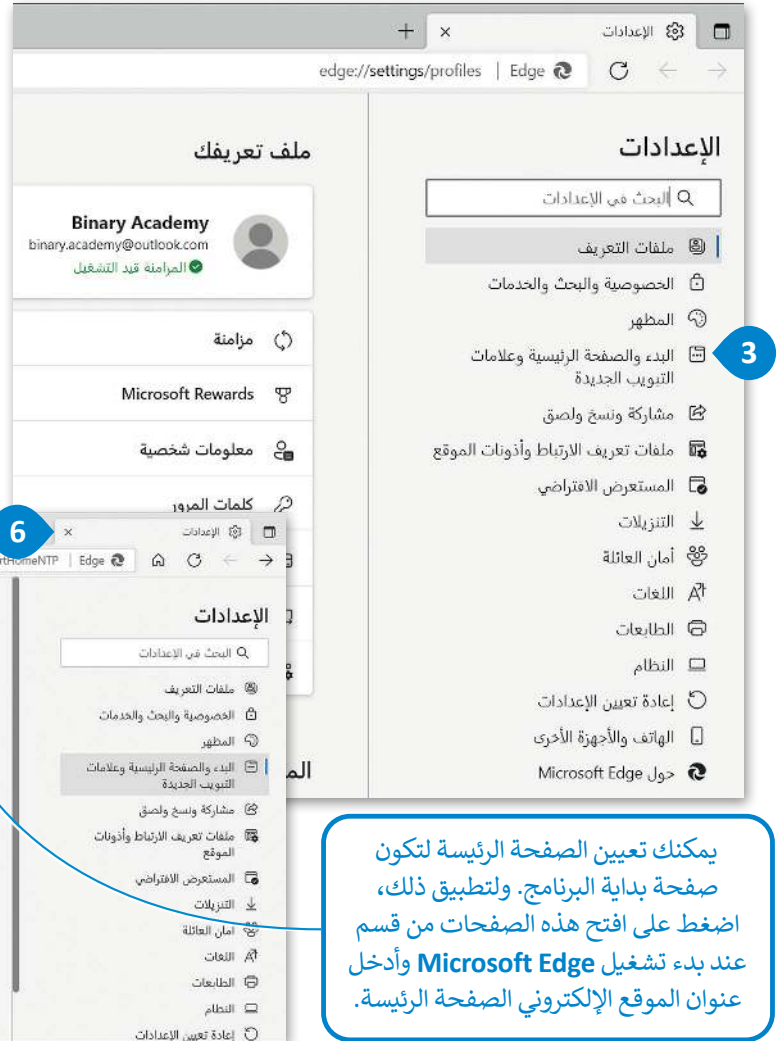 الإعدادات
edge://settings/profiles | Edge
الإعدادات
البحث في الإعدادات
ملفات التعريف
الخصوصية والبحث والخدمات
المظهر
3
البدء والصفحة الرئيسية وعلامات
التبويب الجديدة
مشاركة ونسخ ولصق
ملفات تعريف الارتباط وأذونات الموقع
المستعرض الافتراضي
التنزيلات
أمان العائلة
اللغات
الطابعات
النظام
إعادة تعيين الإعدادات
الهاتف والأجهزة الأخرى
حول Microsoft Edge
ملف تعريفك
Binary Academy
binary.academy@outlook.com
المزامنة قيد التشغيل
مزامنة
Microsoft Rewards
معلومات شخصية
كلمات المرور
6
الإعدادات
rtHomeNTP | Edge
الإعدادات
البحث في الإعدادات
ملفات التعريف
الخصوصية والبحث والخدمات
المظهر
البدء والصفحة الرئيسية وعلامات
التبويب الجديدة
مشاركة ونسخ ولصق
ملفات تعريف الارتباط وأذونات
الموقع
المستعرض الافتراضي
التنزيلات
أمان العائلة
اللغات
الطابعات
النظام
إعادة تعيين الإعدادات
يمكنك تعيين الصفحة الرئيسة لتكون
صفحة بداية البرنامج. ولتطبيق ذلك،
اضغط على افتح هذه الصفحات من قسم
عند بدء تشغيل Microsoft Edge وأدخل
عنوان الموقع الإلكتروني الصفحة الرئيسة.